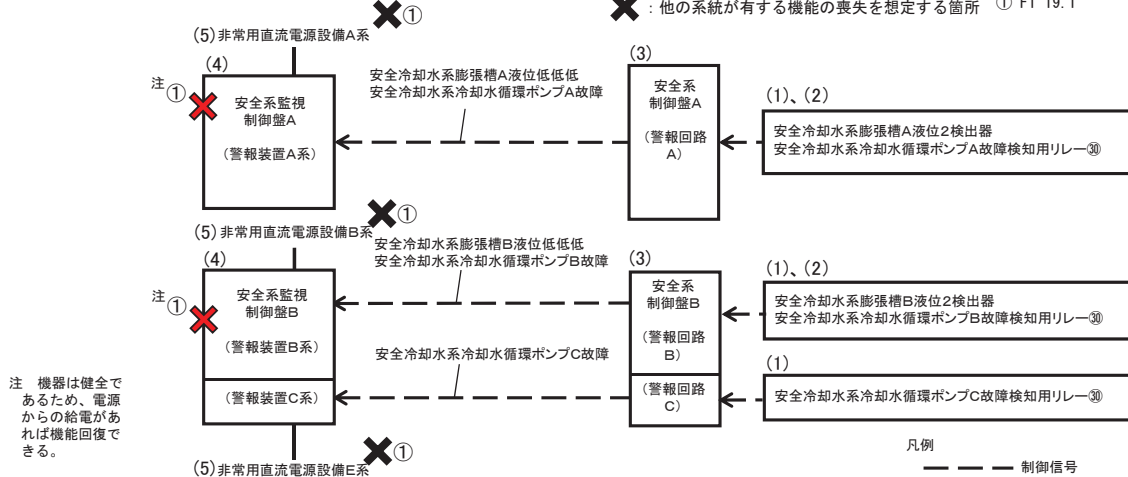 ✖ ：他の系統が有する機能の喪失を想定する箇所 ① FT 19.1
✖①
(5)非常用直流電源設備A系
(4)
注①
安全系監視
制御盤A
(警報装置A系)
安全冷却水系膨張槽A液位低低低
安全冷却水系冷却水循環ポンプA故障
(3)
安全系
制御盤A
(警報回路
A)
(1)、(2)
安全冷却水系膨張槽A液位2検出器
安全冷却水系冷却水循環ポンプA故障検知用リレー㉚
✖①
(5)非常用直流電源設備B系
(4)
注①
安全系監視
制御盤B
(警報装置B系)
(警報装置C系)
安全冷却水系膨張槽B液位低低低
安全冷却水系冷却水循環ポンプB故障
安全冷却水系冷却水循環ポンプC故障
(3)
安全系
制御盤B
(警報回路
B)
(警報回路
C)
(1)、(2)
安全冷却水系膨張槽B液位2検出器
安全冷却水系冷却水循環ポンプB故障検知用リレー㉚
(1)
安全冷却水系冷却水循環ポンプC故障検知用リレー㉚
✖①
(5)非常用直流電源設備E系
注 機器は健全で
あるため、電源
からの給電があ
れば機能回復で
きる。
凡例
制御信号